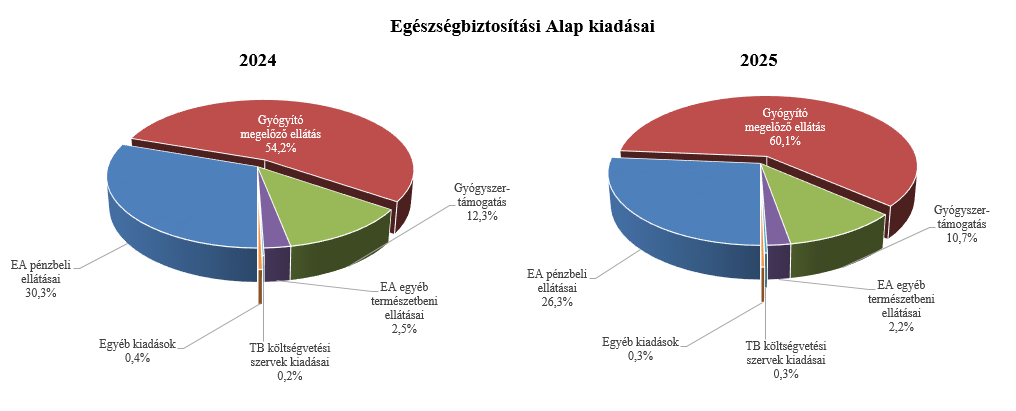 Egészségbiztosítási Alap kiadásai
2024
Gyógyító
megelőző ellátás
54,2%
Gyógyszer-
támogatás
12,3%
EA pénzbeli
ellátásai
30,3%
EA egyéb
természetbeni
ellátásai
2,5%
Egyéb kiadások
0,4%
TB költségvetési
szervek kiadásai
0,2%
2025
Gyógyító
megelőző ellátás
60,1%
Gyógyszer-
támogatás
10,7%
EA pénzbeli
ellátásai
26,3%
EA egyéb
természetbeni
ellátásai
2,2%
Egyéb kiadások
0,3%
TB költségvetési
szervek kiadásai
0,3%